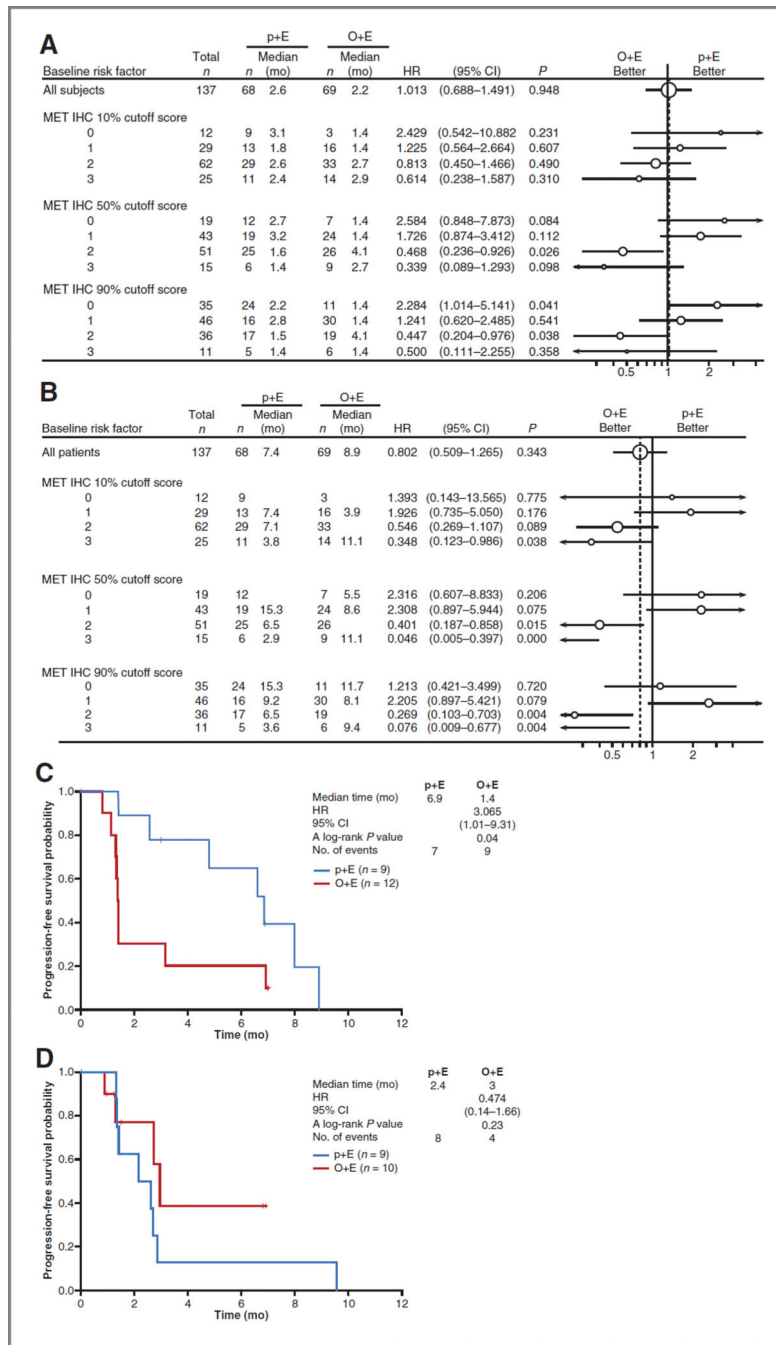 A
p+E O+E
Total Median Median O+E p+E
Baseline risk factor n n (mo) n (mo) HR (95% CI) P Better Better
All subjects 137 68 2.6 69 2.2 1.013 (0.688–1.491) 0.948
MET IHC 10% cutoff score
0 12 9 3.1 3 1.4 2.429 (0.542–10.882 0.231
1 29 13 1.8 16 1.4 1.225 (0.564–2.664) 0.607
2 62 29 2.6 33 2.7 0.813 (0.450–1.466) 0.490
3 25 11 2.4 14 2.9 0.614 (0.238–1.587) 0.310
MET IHC 50% cutoff score
0 19 12 2.7 7 1.4 2.584 (0.848–7.873) 0.084
1 43 19 3.2 24 1.4 1.726 (0.874–3.412) 0.112
2 51 25 1.6 26 4.1 0.468 (0.236–0.926) 0.026
3 15 6 1.4 9 2.7 0.339 (0.089–1.293) 0.098
MET IHC 90% cutoff score
0 35 24 2.2 11 1.4 2.284 (1.014–5.141) 0.041
1 46 16 2.8 30 1.4 1.241 (0.620–2.485) 0.541
2 36 17 1.5 19 4.1 0.447 (0.204–0.976) 0.038
3 11 5 1.4 6 1.4 0.500 (0.111–2.255) 0.358
0.5 1 2
B
p+E O+E
Total Median Median O+E p+E
Baseline risk factor n n (mo) n (mo) HR (95% CI) P Better Better
All patients 137 68 7.4 69 8.9 0.802 (0.509–1.265) 0.343
MET IHC 10% cutoff score
0 12 9 3 1.393 (0.143–13.565) 0.775
1 29 13 7.4 16 3.9 1.926 (0.735–5.050) 0.176
2 62 29 7.1 33 0.546 (0.269–1.107) 0.089
3 25 11 3.8 14 11.1 0.348 (0.123–0.986) 0.038
MET IHC 50% cutoff score
0 19 12 7 5.5 2.316 (0.607–8.833) 0.206
1 43 19 15.3 24 8.6 2.308 (0.897–5.944) 0.075
2 51 25 6.5 26 0.401 (0.187–0.858) 0.015
3 15 6 2.9 9 11.1 0.046 (0.005–0.397) 0.000
MET IHC 90% cutoff score
0 35 24 15.3 11 11.7 1.213 (0.421–3.499) 0.720
1 46 16 9.2 30 8.1 2.205 (0.897–5.421) 0.079
2 36 17 6.5 19 0.269 (0.103–0.703) 0.004
3 11 5 3.6 6 9.4 0.076 (0.009–0.677) 0.004
0.5 1 2
C
p+E O+E
Median time (mo) 6.9 1.4
HR 3.065
95% CI (1.01–9.31)
A log-rank P value 0.04
No. of events 7 9
p+E (n = 9)
O+E (n = 12)
Progression-free survival probability
1.0
0.8
0.6
0.4
0.2
0.0
0 2 4 6 8 10 12
Time (mo)
D
p+E O+E
Median time (mo) 2.4 3
HR 0.474
95% CI (0.14–1.66)
A log-rank P value 0.23
No. of events 8 4
p+E (n = 9)
O+E (n = 10)
Progression-free survival probability
1.0
0.8
0.6
0.4
0.2
0.0
0 2 4 6 8 10 12
Time (mo)